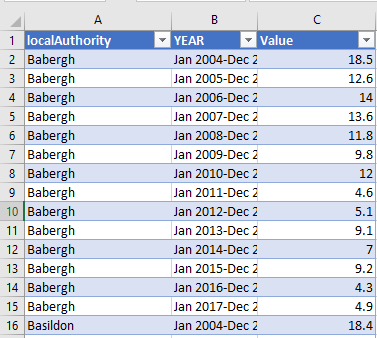 A B C
1 localAuthority YEAR Value
2 Babergh Jan 2004-Dec 2 18.5
3 Babergh Jan 2005-Dec 2 12.6
4 Babergh Jan 2006-Dec 2 14
5 Babergh Jan 2007-Dec 2 13.6
6 Babergh Jan 2008-Dec 2 11.8
7 Babergh Jan 2009-Dec 2 9.8
8 Babergh Jan 2010-Dec 2 12
9 Babergh Jan 2011-Dec 2 4.6
10 Babergh Jan 2012-Dec 2 5.1
11 Babergh Jan 2013-Dec 2 9.1
12 Babergh Jan 2014-Dec 2 7
13 Babergh Jan 2015-Dec 2 9.2
14 Babergh Jan 2016-Dec 2 4.3
15 Babergh Jan 2017-Dec 2 4.9
16 Basildon Jan 2004-Dec 2 18.4